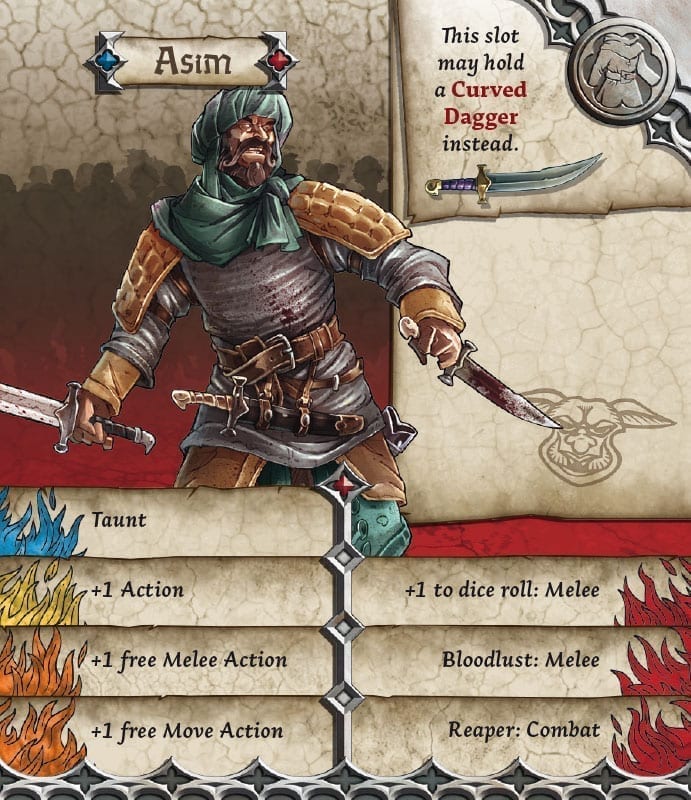 Asim
This slot
may hold
a Curved
Dagger
instead.
Taunt
+1 Action
+1 free Melee Action
+1 free Move Action
+1 to dice roll: Melee
Bloodlust: Melee
Reaper: Combat